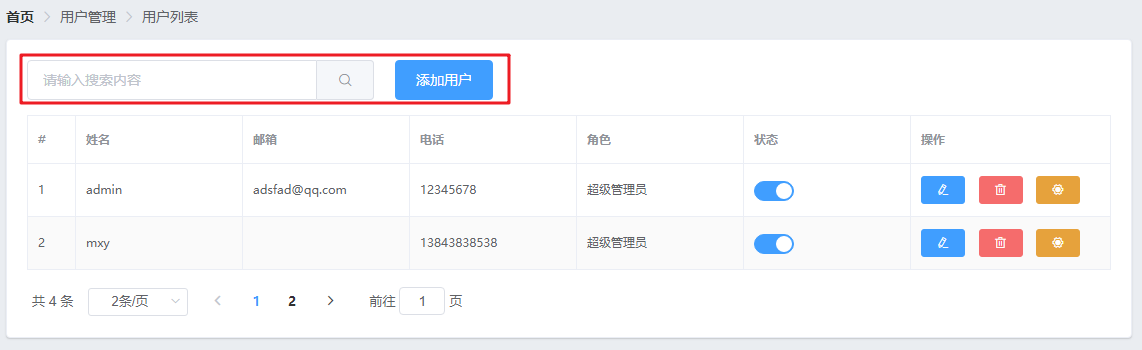 首页 > 用户管理 > 用户列表
请输入搜索内容 添加用户
# 姓名 邮箱 电话 角色 状态 操作
1 admin adsfad@qq.com 12345678 超级管理员
2 mxy 13843838538 超级管理员
共 4 条 2条/页 < 1 2 > 前往 1 页